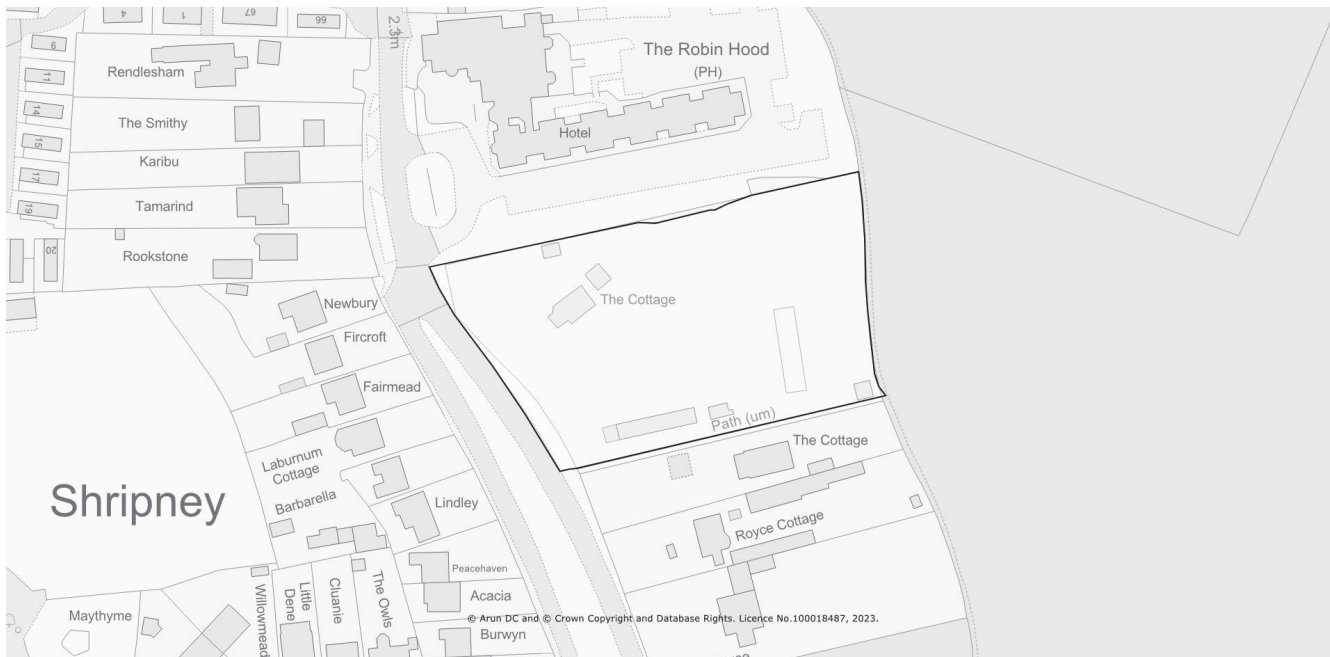 4
1
67
66
2.3m
The Robin Hood
(PH)
Hotel
9
11
14
15
17
19
20
Rendlesham
The Smithy
Karibu
Tamarind
Rookstone
Newbury
Fircroft
Fairmead
The Cottage
Path (um)
Laburnum
Cottage
Barbarella
Lindley
The Cottage
Royce Cottage
Shripney
Peacehaven
Acacia
Burwyn
Maythyme
Willowmead
Little
Dene
Cluanie
The Owls
© Arun DC and © Crown Copyright and Database Rights. Licence No.100018487, 2023.